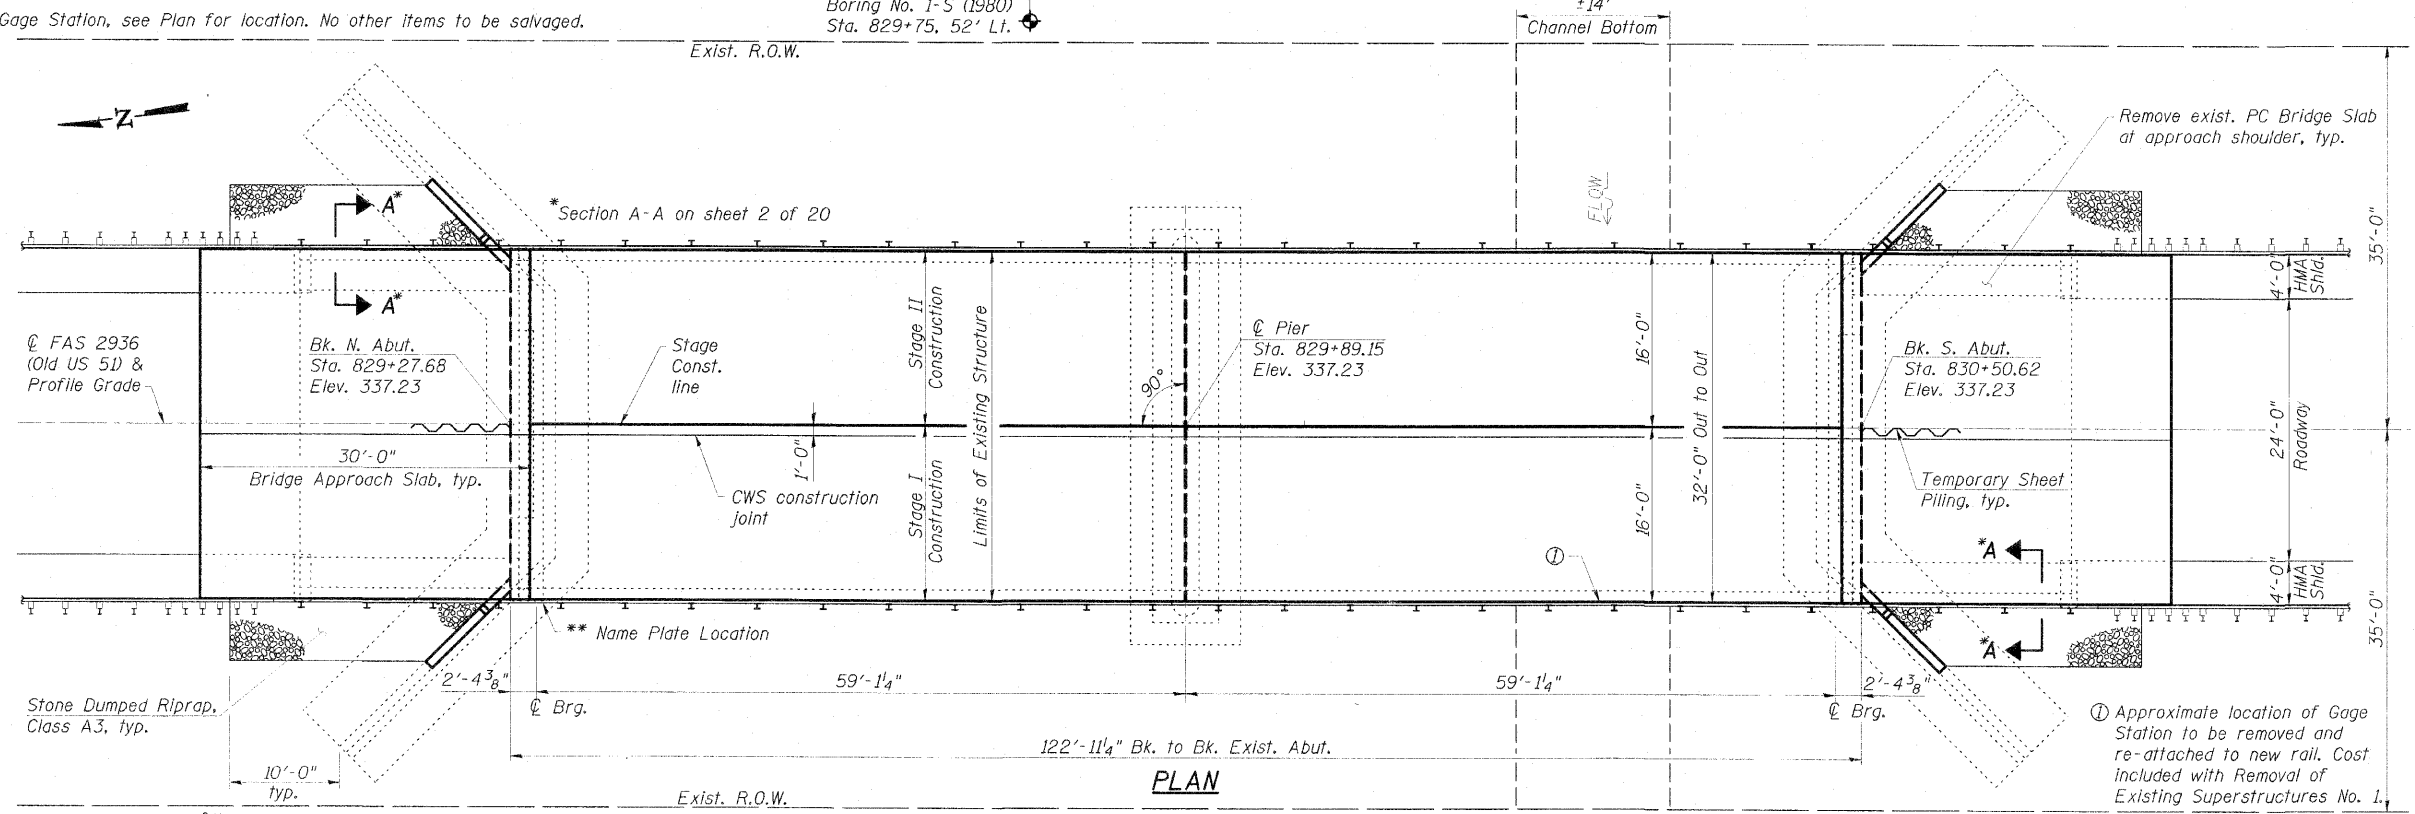 Gage Station, see Plan for location. No other items to be salvaged.
Boring No. 1-S (1980)
Sta. 829+75, 52' Lt.
±14'
Channel Bottom
Exist. R.O.W.
Z
Remove exist. PC Bridge Slab
at approach shoulder, typ.
A*
*Section A-A on sheet 2 of 20
FLOW
35'-0"
4'-0"
HMA
Shld.
A*
℄ FAS 2936
(Old US 51) &
Profile Grade
Bk. N. Abut.
Sta. 829+27.68
Elev. 337.23
Stage
Const.
line
Stage II
Construction
Limits of Existing Structure
90°
℄ Pier
Sta. 829+89.15
Elev. 337.23
16'-0"
32'-0" Out to Out
Bk. S. Abut.
Sta. 830+50.62
Elev. 337.23
24'-0"
Roadway
30'-0"
Bridge Approach Slab, typ.
1'-0"
CWS construction
joint
Stage I
Construction
16'-0"
Temporary Sheet
Piling, typ.
①
*A
4'-0"
HMA
Shld.
** Name Plate Location
*A
35'-0"
Stone Dumped Riprap,
Class A3, typ.
2'-4 3/8"
59'-1 1/4"
59'-1 1/4"
2'-4 3/8"
℄ Brg.
℄ Brg.
① Approximate location of Gage
Station to be removed and
re-attached to new rail. Cost
included with Removal of
Existing Superstructures No. 1.
122'-11 1/4" Bk. to Bk. Exist. Abut.
10'-0"
typ.
PLAN
Exist. R.O.W.